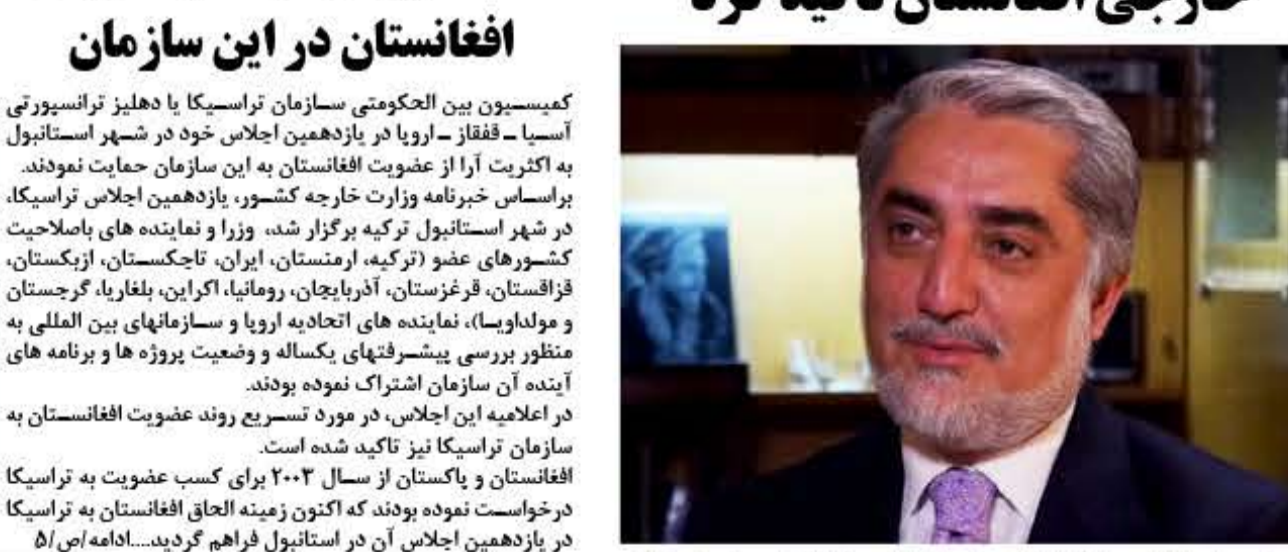 خارجی افغانستان تاکید کرد
افغانستان در این سازمان
کمیسیون بین الحکومتی سازمان تراسیکا یا دهلیز ترانسپورتی
آسیا ـ قفقاز ـ اروپا در یازدهمین اجلاس خود در شهر استانبول
به اکثریت آرا از عضویت افغانستان به این سازمان حمایت نمودند.
براساس خبرنامه وزارت خارجه کشور، یازدهمین اجلاس تراسیکا،
در شهر استانبول ترکیه برگزار شد، وزرا و نماینده های باصلاحیت
کشورهای عضو (ترکیه، ارمنستان، ایران، تاجکستان، ازبکستان،
قزاقستان، قرغزستان، آذربایجان، رومانیا، اکراین، بلغاریا، گرجستان
و مولداویا)، نماینده های اتحادیه اروپا و سازمانهای بین المللی به
منظور بررسی پیشرفتهای یکساله و وضعیت پروژه ها و برنامه های
آینده آن سازمان اشتراک نموده بودند.
در اعلامیه این اجلاس، در مورد تسریع روند عضویت افغانستان به
سازمان تراسیکا نیز تاکید شده است.
افغانستان و پاکستان از سال ۲۰۰۳ برای کسب عضویت به تراسیکا
درخواست نموده بودند که اکنون زمینه الحاق افغانستان به تراسیکا
در یازدهمین اجلاس آن در استانبول فراهم گردید....ادامه/ص/۵